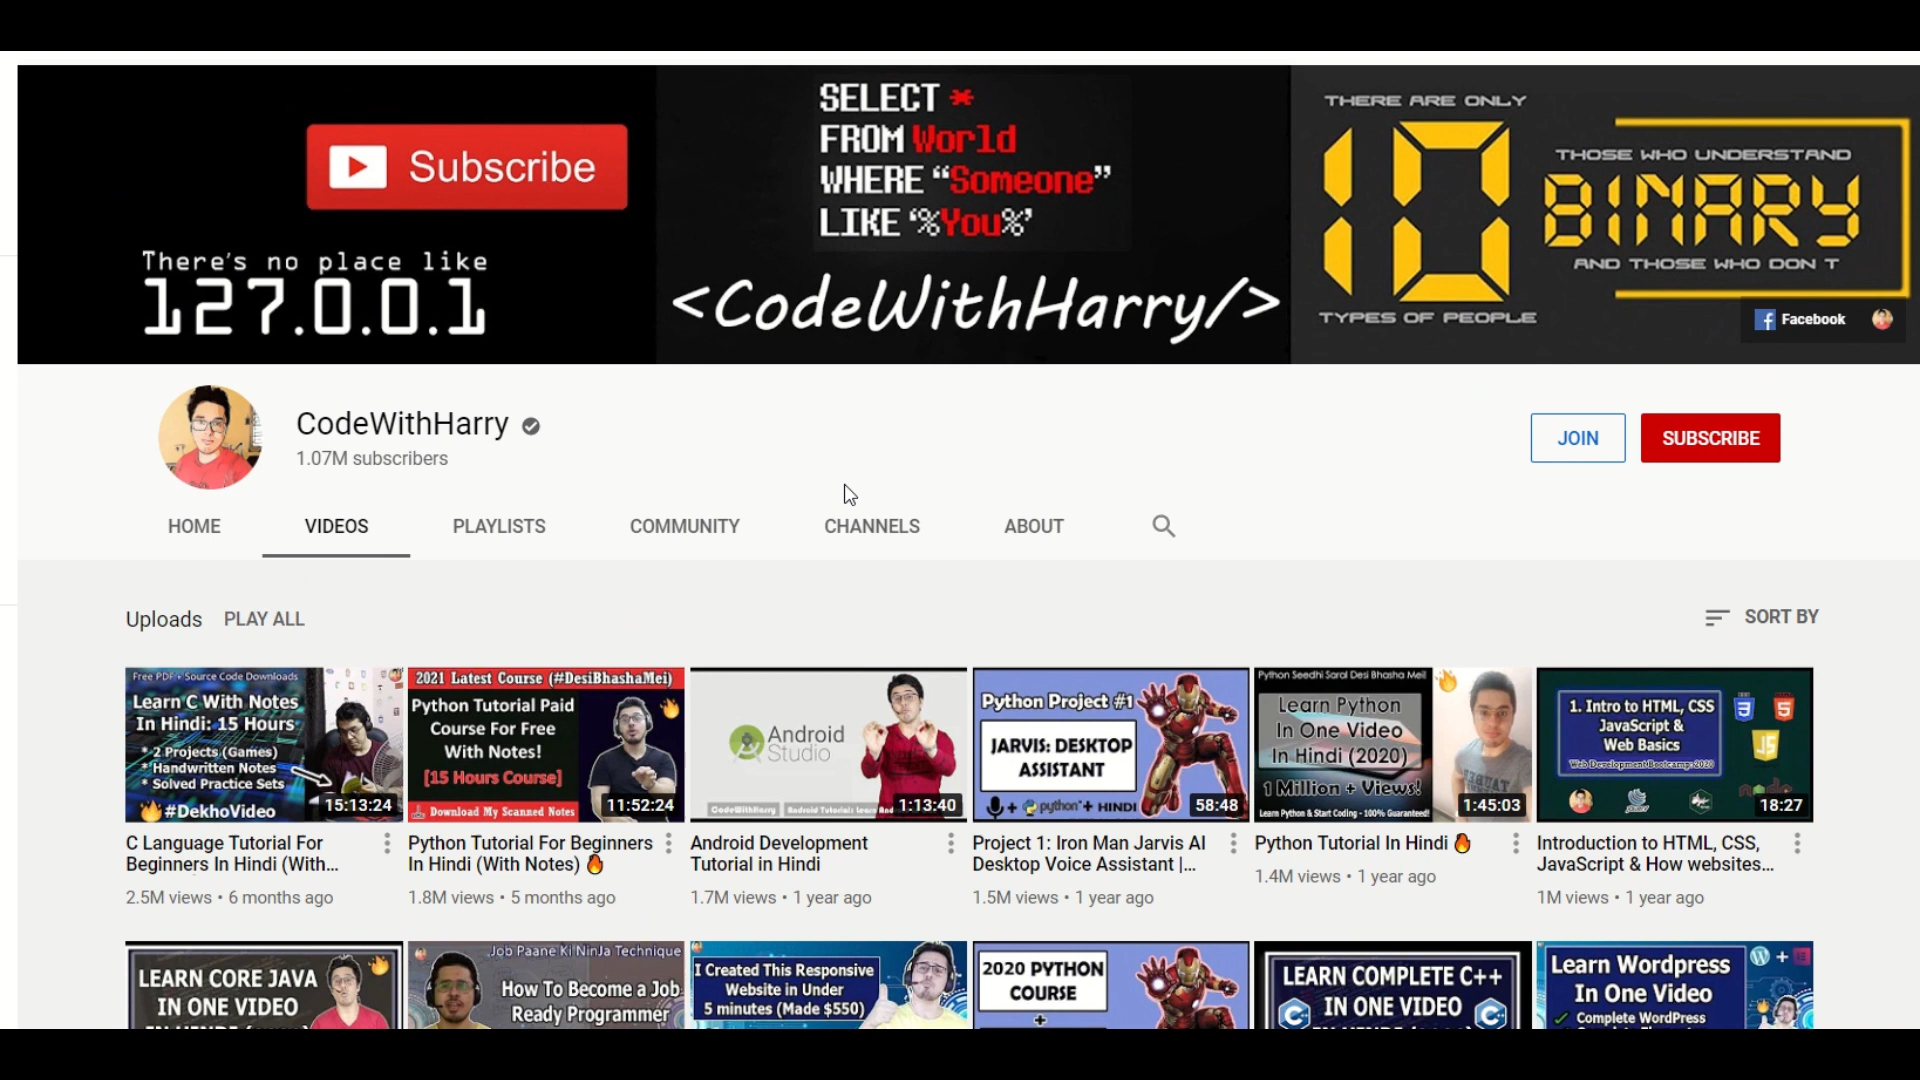 SELECT *
FROM World
WHERE “Someone”
LIKE ‘%You%’
Subscribe
There's no place like
127.0.0.1
<CodeWithHarry/>
THERE ARE ONLY
10
TYPES OF PEOPLE
THOSE WHO UNDERSTAND
BINARY
AND THOSE WHO DON T
Facebook
CodeWithHarry
1.07M subscribers
JOIN
SUBSCRIBE
HOME
VIDEOS
PLAYLISTS
COMMUNITY
CHANNELS
ABOUT
Uploads
PLAY ALL
SORT BY
Free PDF + Source Code Downloads
Learn C With Notes
In Hindi: 15 Hours
* 2 Projects (Games)
* Handwritten Notes
* Solved Practice Sets
#DekhoVideo
15:13:24
C Language Tutorial For
Beginners In Hindi (With...
2.5M views • 6 months ago
2021 Latest Course (#DesiBhashaMei)
Python Tutorial Paid
Course For Free
With Notes!
[15 Hours Course]
Download My Scanned Notes
11:52:24
Python Tutorial For Beginners
In Hindi (With Notes) 🔥
1.8M views • 5 months ago
Android
Studio
CodeWithHarry
Android Tutorials: Learn And
1:13:40
Android Development
Tutorial in Hindi
1.7M views • 1 year ago
Python Project #1
JARVIS: DESKTOP
ASSISTANT
+ python + HINDI
58:48
Project 1: Iron Man Jarvis AI
Desktop Voice Assistant |...
1.5M views • 1 year ago
Python Seedhi Saral Desi Bhasha Mei!
Learn Python
In One Video
In Hindi (2020)
1 Million + Views!
Learn Python & Start Coding - 100% Guaranteed!
1:45:03
Python Tutorial In Hindi 🔥
1.4M views • 1 year ago
1. Intro to HTML, CSS
JavaScript &
Web Basics
Web Development Bootcamp 2020
3
5
JS
18:27
Introduction to HTML, CSS,
JavaScript & How websites...
1M views • 1 year ago
LEARN CORE JAVA
IN ONE VIDEO
Job Paane Ki NinJa Technique
How To Become a Job
Ready Programmer
I Created This Responsive
Website in Under
5 minutes (Made $550)
2020 PYTHON
COURSE
+
LEARN COMPLETE C++
IN ONE VIDEO
C
C
Learn Wordpress
In One Video
✓ Complete WordPress